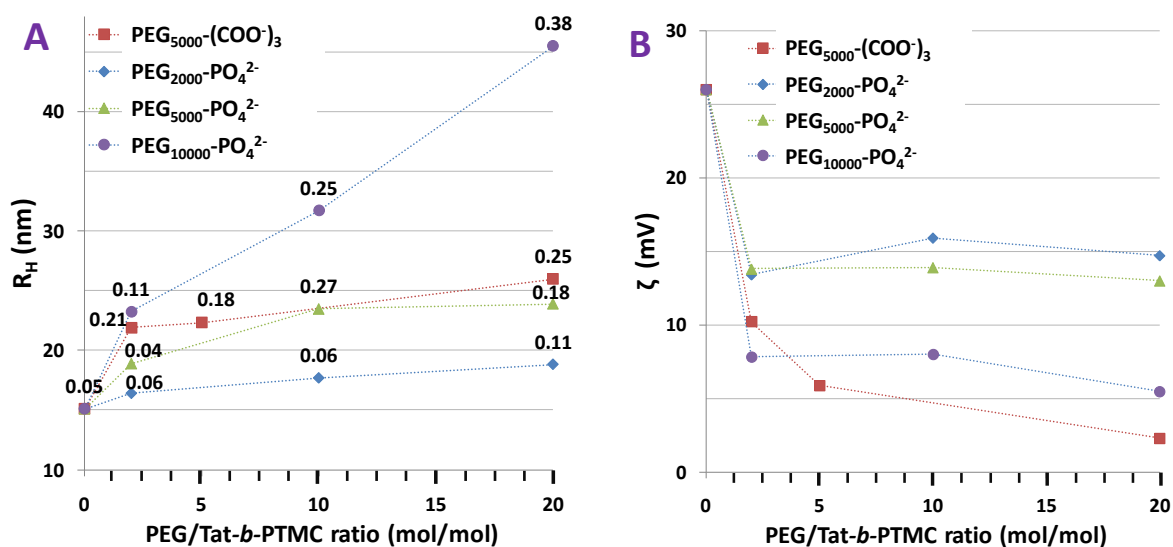 A
PEG₅₀₀₀-(COO⁻)₃
PEG₂₀₀₀-PO₄²⁻
PEG₅₀₀₀-PO₄²⁻
PEG₁₀₀₀₀-PO₄²⁻
0.38
0.25
0.25
0.11
0.21
0.18
0.27
0.18
0.04
0.05
0.06
0.06
0.11
40
30
20
10
R_H (nm)
0 5 10 15 20
PEG/Tat-b-PTMC ratio (mol/mol)
B
PEG₅₀₀₀-(COO⁻)₃
PEG₂₀₀₀-PO₄²⁻
PEG₅₀₀₀-PO₄²⁻
PEG₁₀₀₀₀-PO₄²⁻
30
20
10
0
ζ (mV)
0 5 10 15 20
PEG/Tat-b-PTMC ratio (mol/mol)